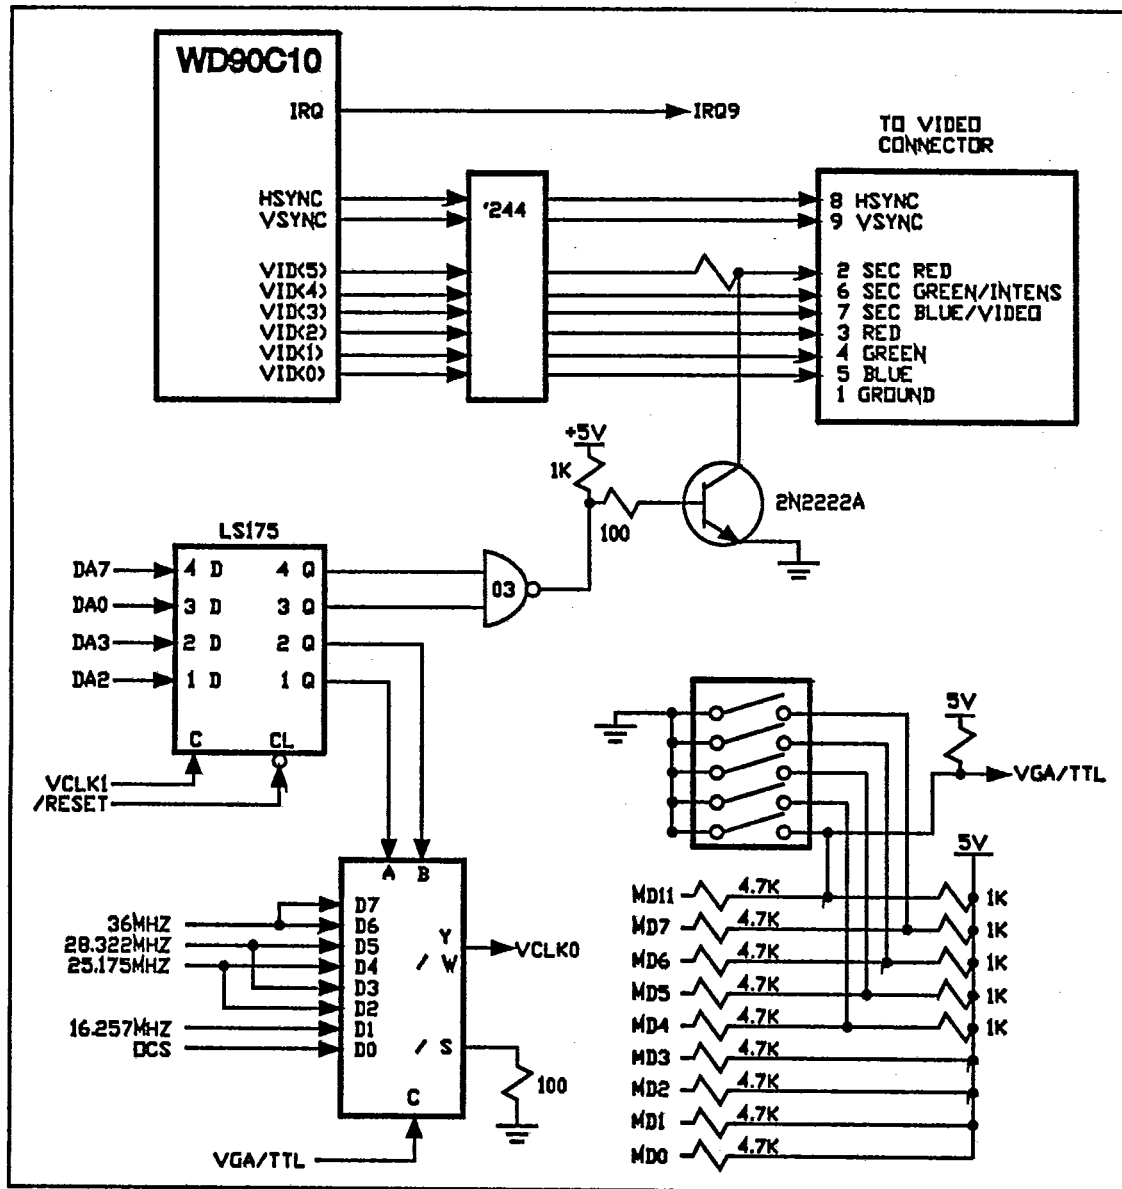 WD90C10
IRQ
IRQ9
TO VIDEO
CONNECTOR
HSYNC
VSYNC
'244
8 HSYNC
9 VSYNC
VID(5)
VID(4)
VID(3)
VID(2)
VID(1)
VID(0)
2 SEC RED
6 SEC GREEN/INTENS
7 SEC BLUE/VIDEO
3 RED
4 GREEN
5 BLUE
1 GROUND
+5V
1K
100
2N2222A
LS175
DA7
4 D 4 Q
DA0
3 D 3 Q
DA3
2 D 2 Q
DA2
1 D 1 Q
03
C CL
VCLK1
/RESET
5V
VGA/TTL
A B
D7
36MHZ D6
28.322MHZ D5
25.175MHZ D4
D3
D2
16.257MHZ D1
DCS D0
Y
/ W
VCLK0
/ S
100
C
VGA/TTL
5V
MD11 4.7K 1K
MD7 4.7K 1K
MD6 4.7K 1K
MD5 4.7K 1K
MD4 4.7K 1K
MD3 4.7K
MD2 4.7K
MD1 4.7K
MD0 4.7K